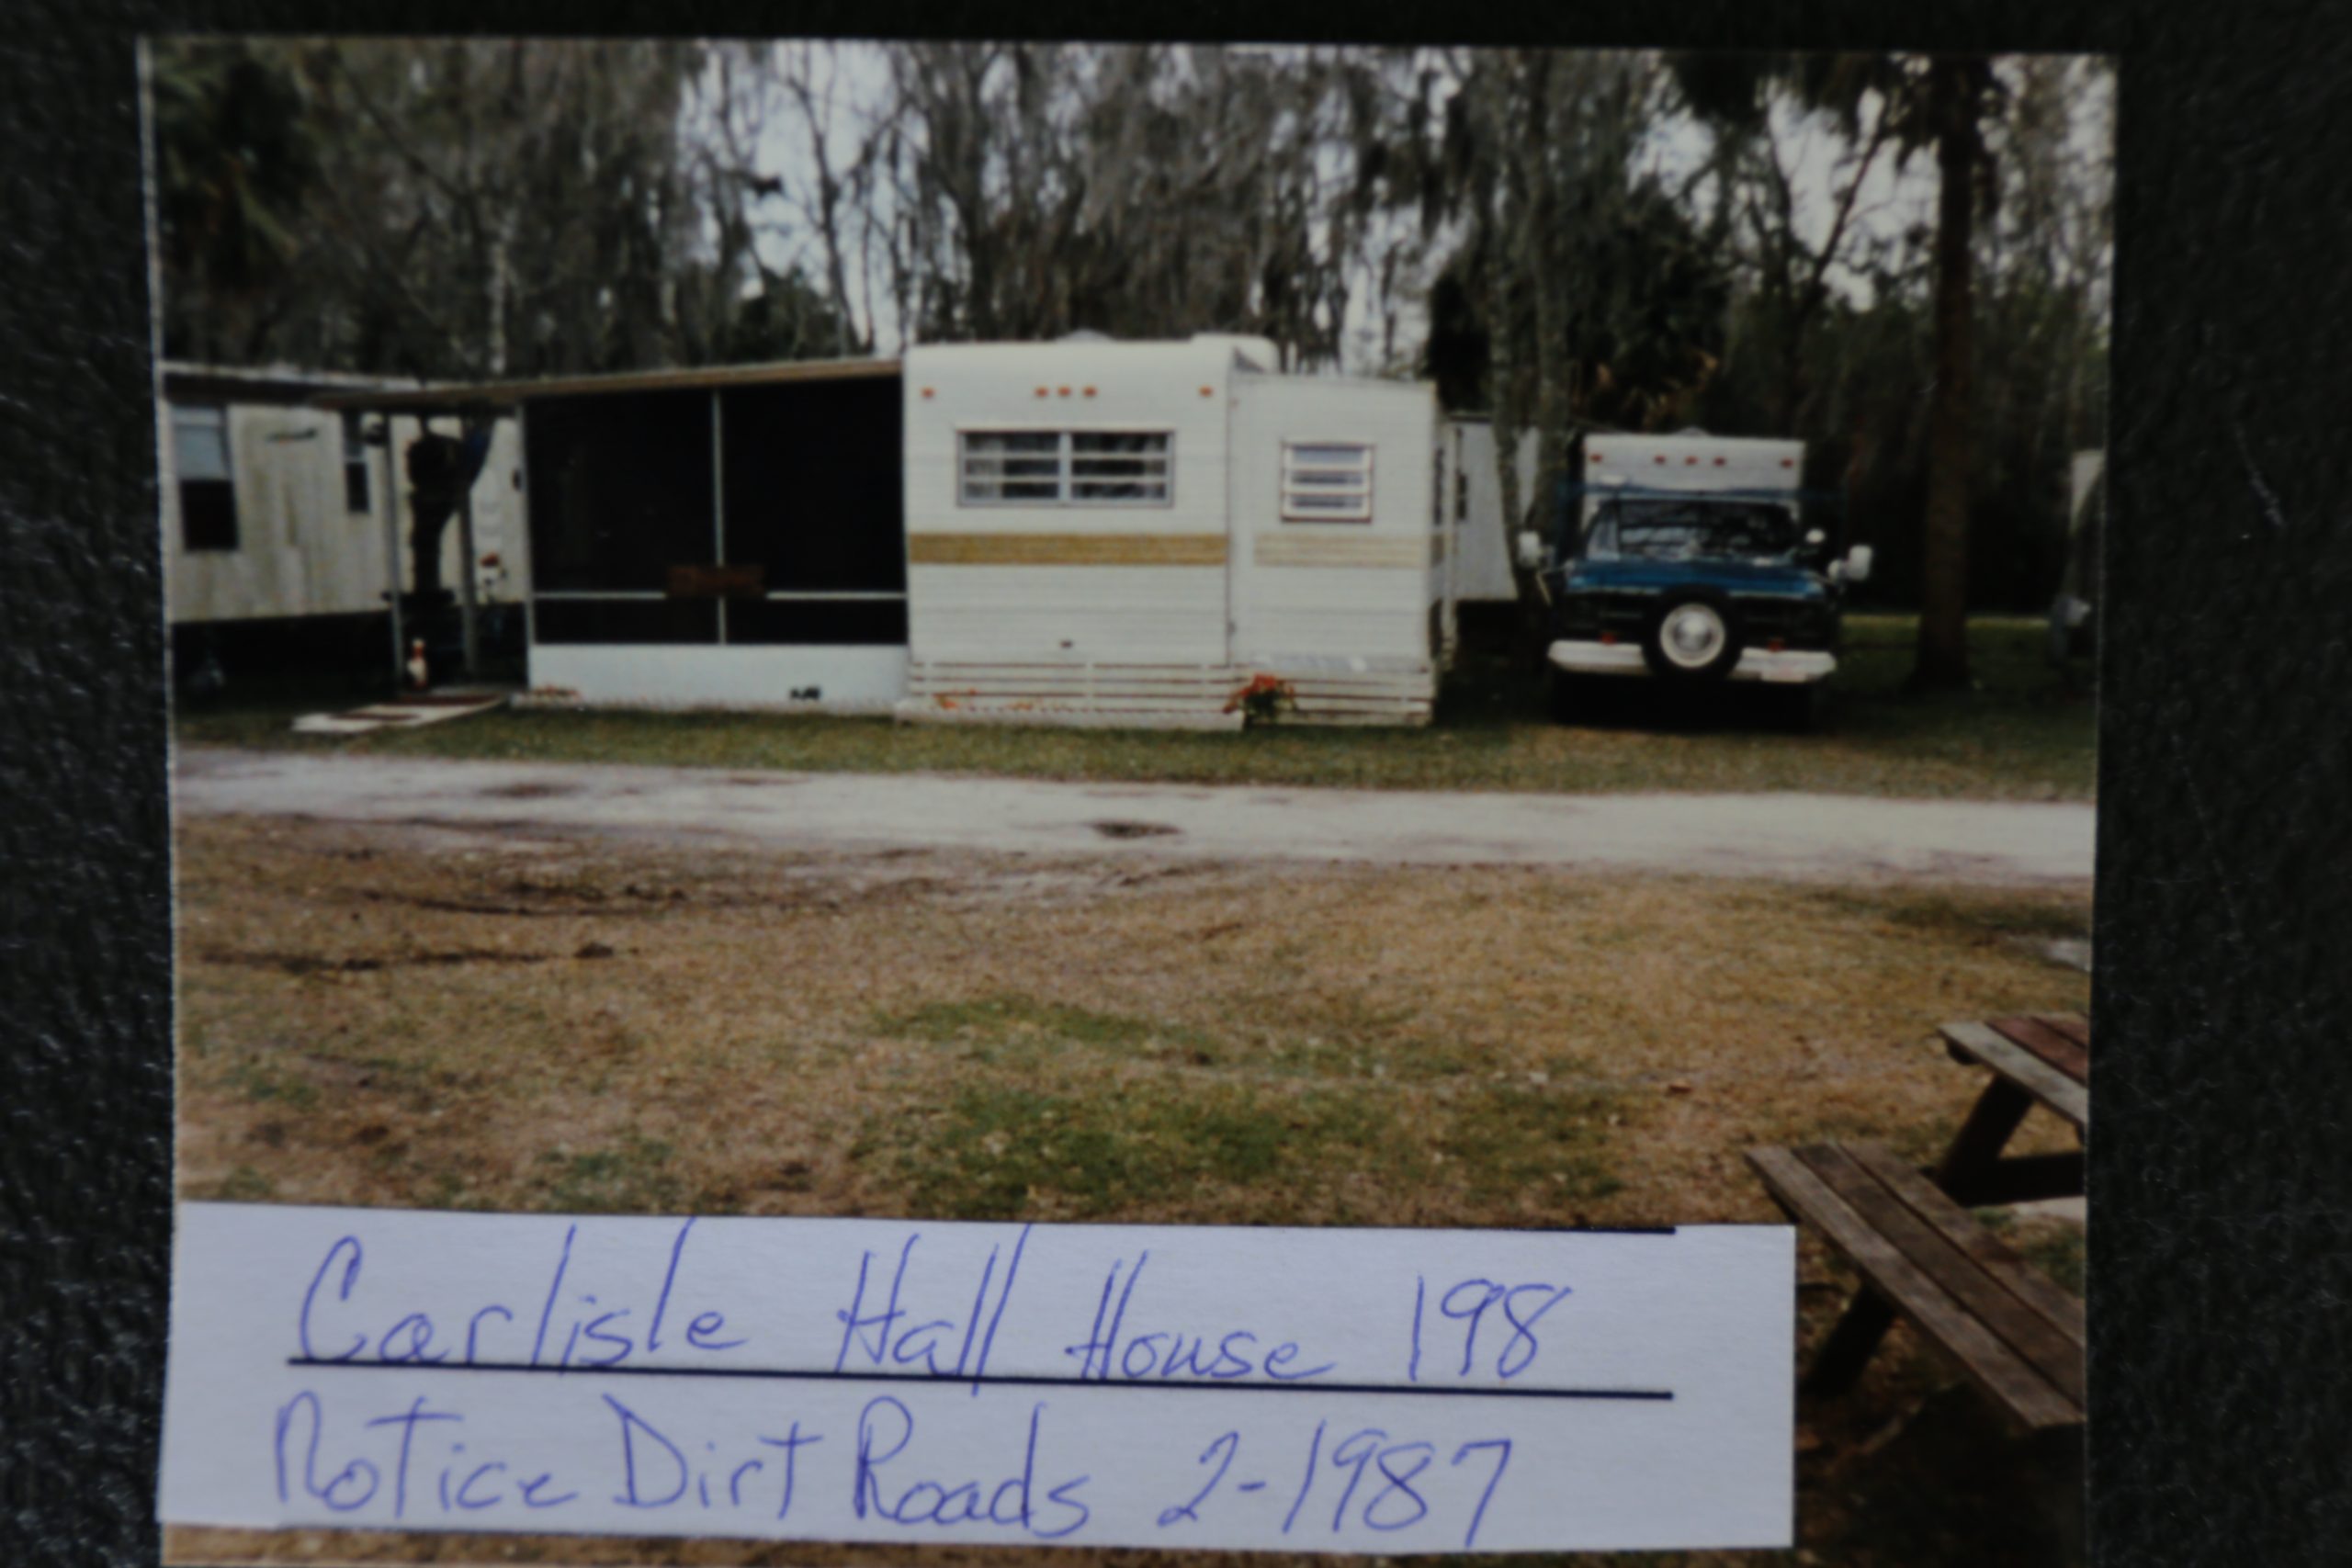 Carlisle Hall House 198
Notice Dirt Roads 2-1987